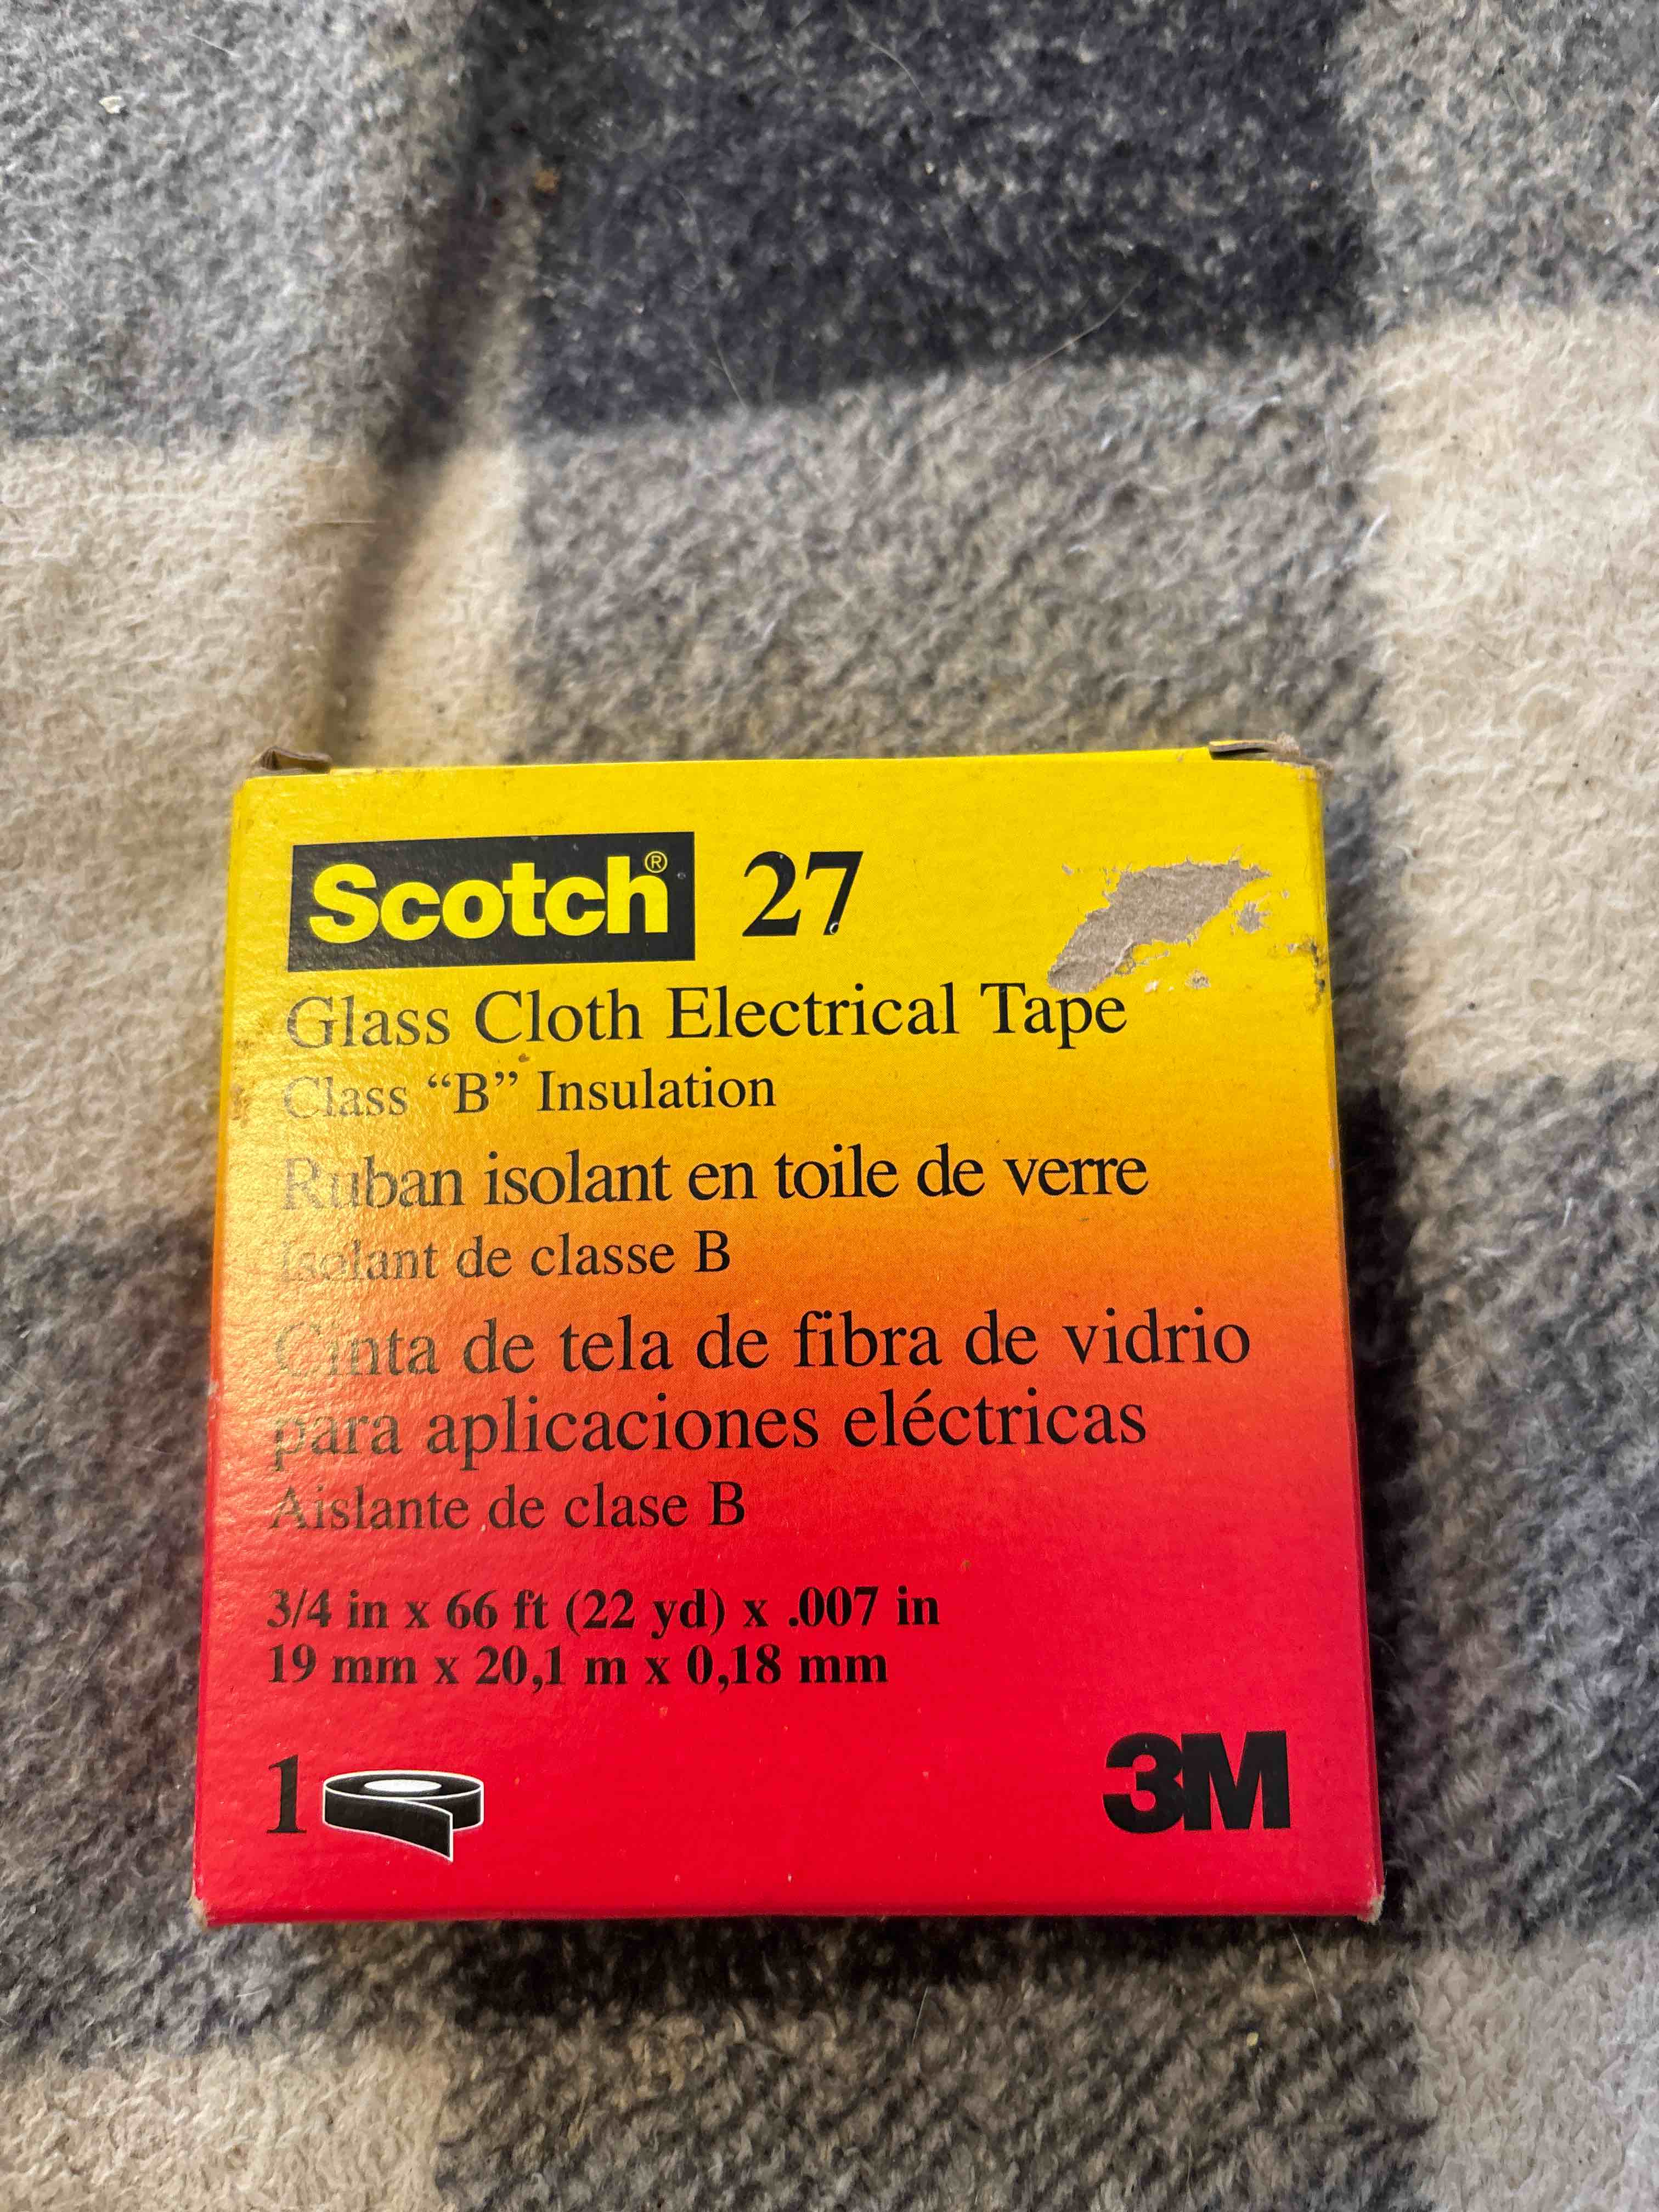 Scotch® 27
Glass Cloth Electrical Tape
Class “B” Insulation
Ruban isolant en toile de verre
Isolant de classe B
Cinta de tela de fibra de vidrio
para aplicaciones eléctricas
Aislante de clase B
3/4 in x 66 ft (22 yd) x .007 in
19 mm x 20,1 m x 0,18 mm
1
3M